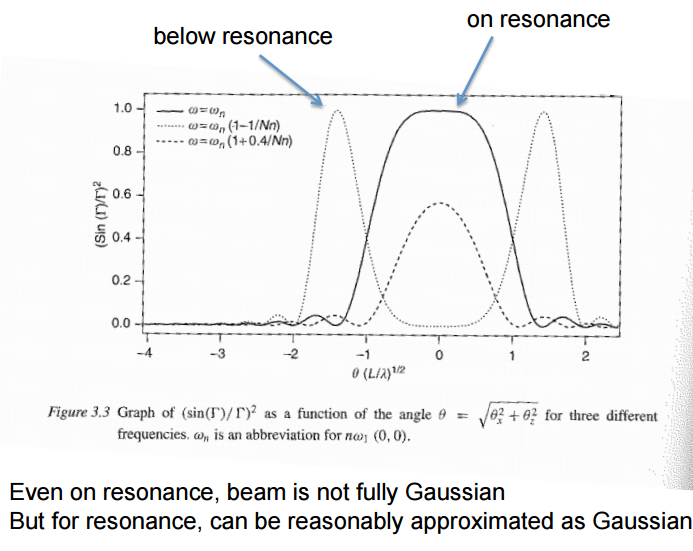 below resonance
on resonance
ω=ωn
ω=ωn (1−1/Nn)
ω=ωn (1+0.4/Nn)
(Sin (Γ)/Γ)²
1.0
0.8
0.6
0.4
0.2
0.0
−4 −3 −2 −1 0 1 2
θ (L/λ)^1/2
Figure 3.3 Graph of (sin(Γ)/Γ)² as a function of the angle θ = √θ²x + θ²z for three different
frequencies. ωn is an abbreviation for nω1 (0, 0).
Even on resonance, beam is not fully Gaussian
But for resonance, can be reasonably approximated as Gaussian